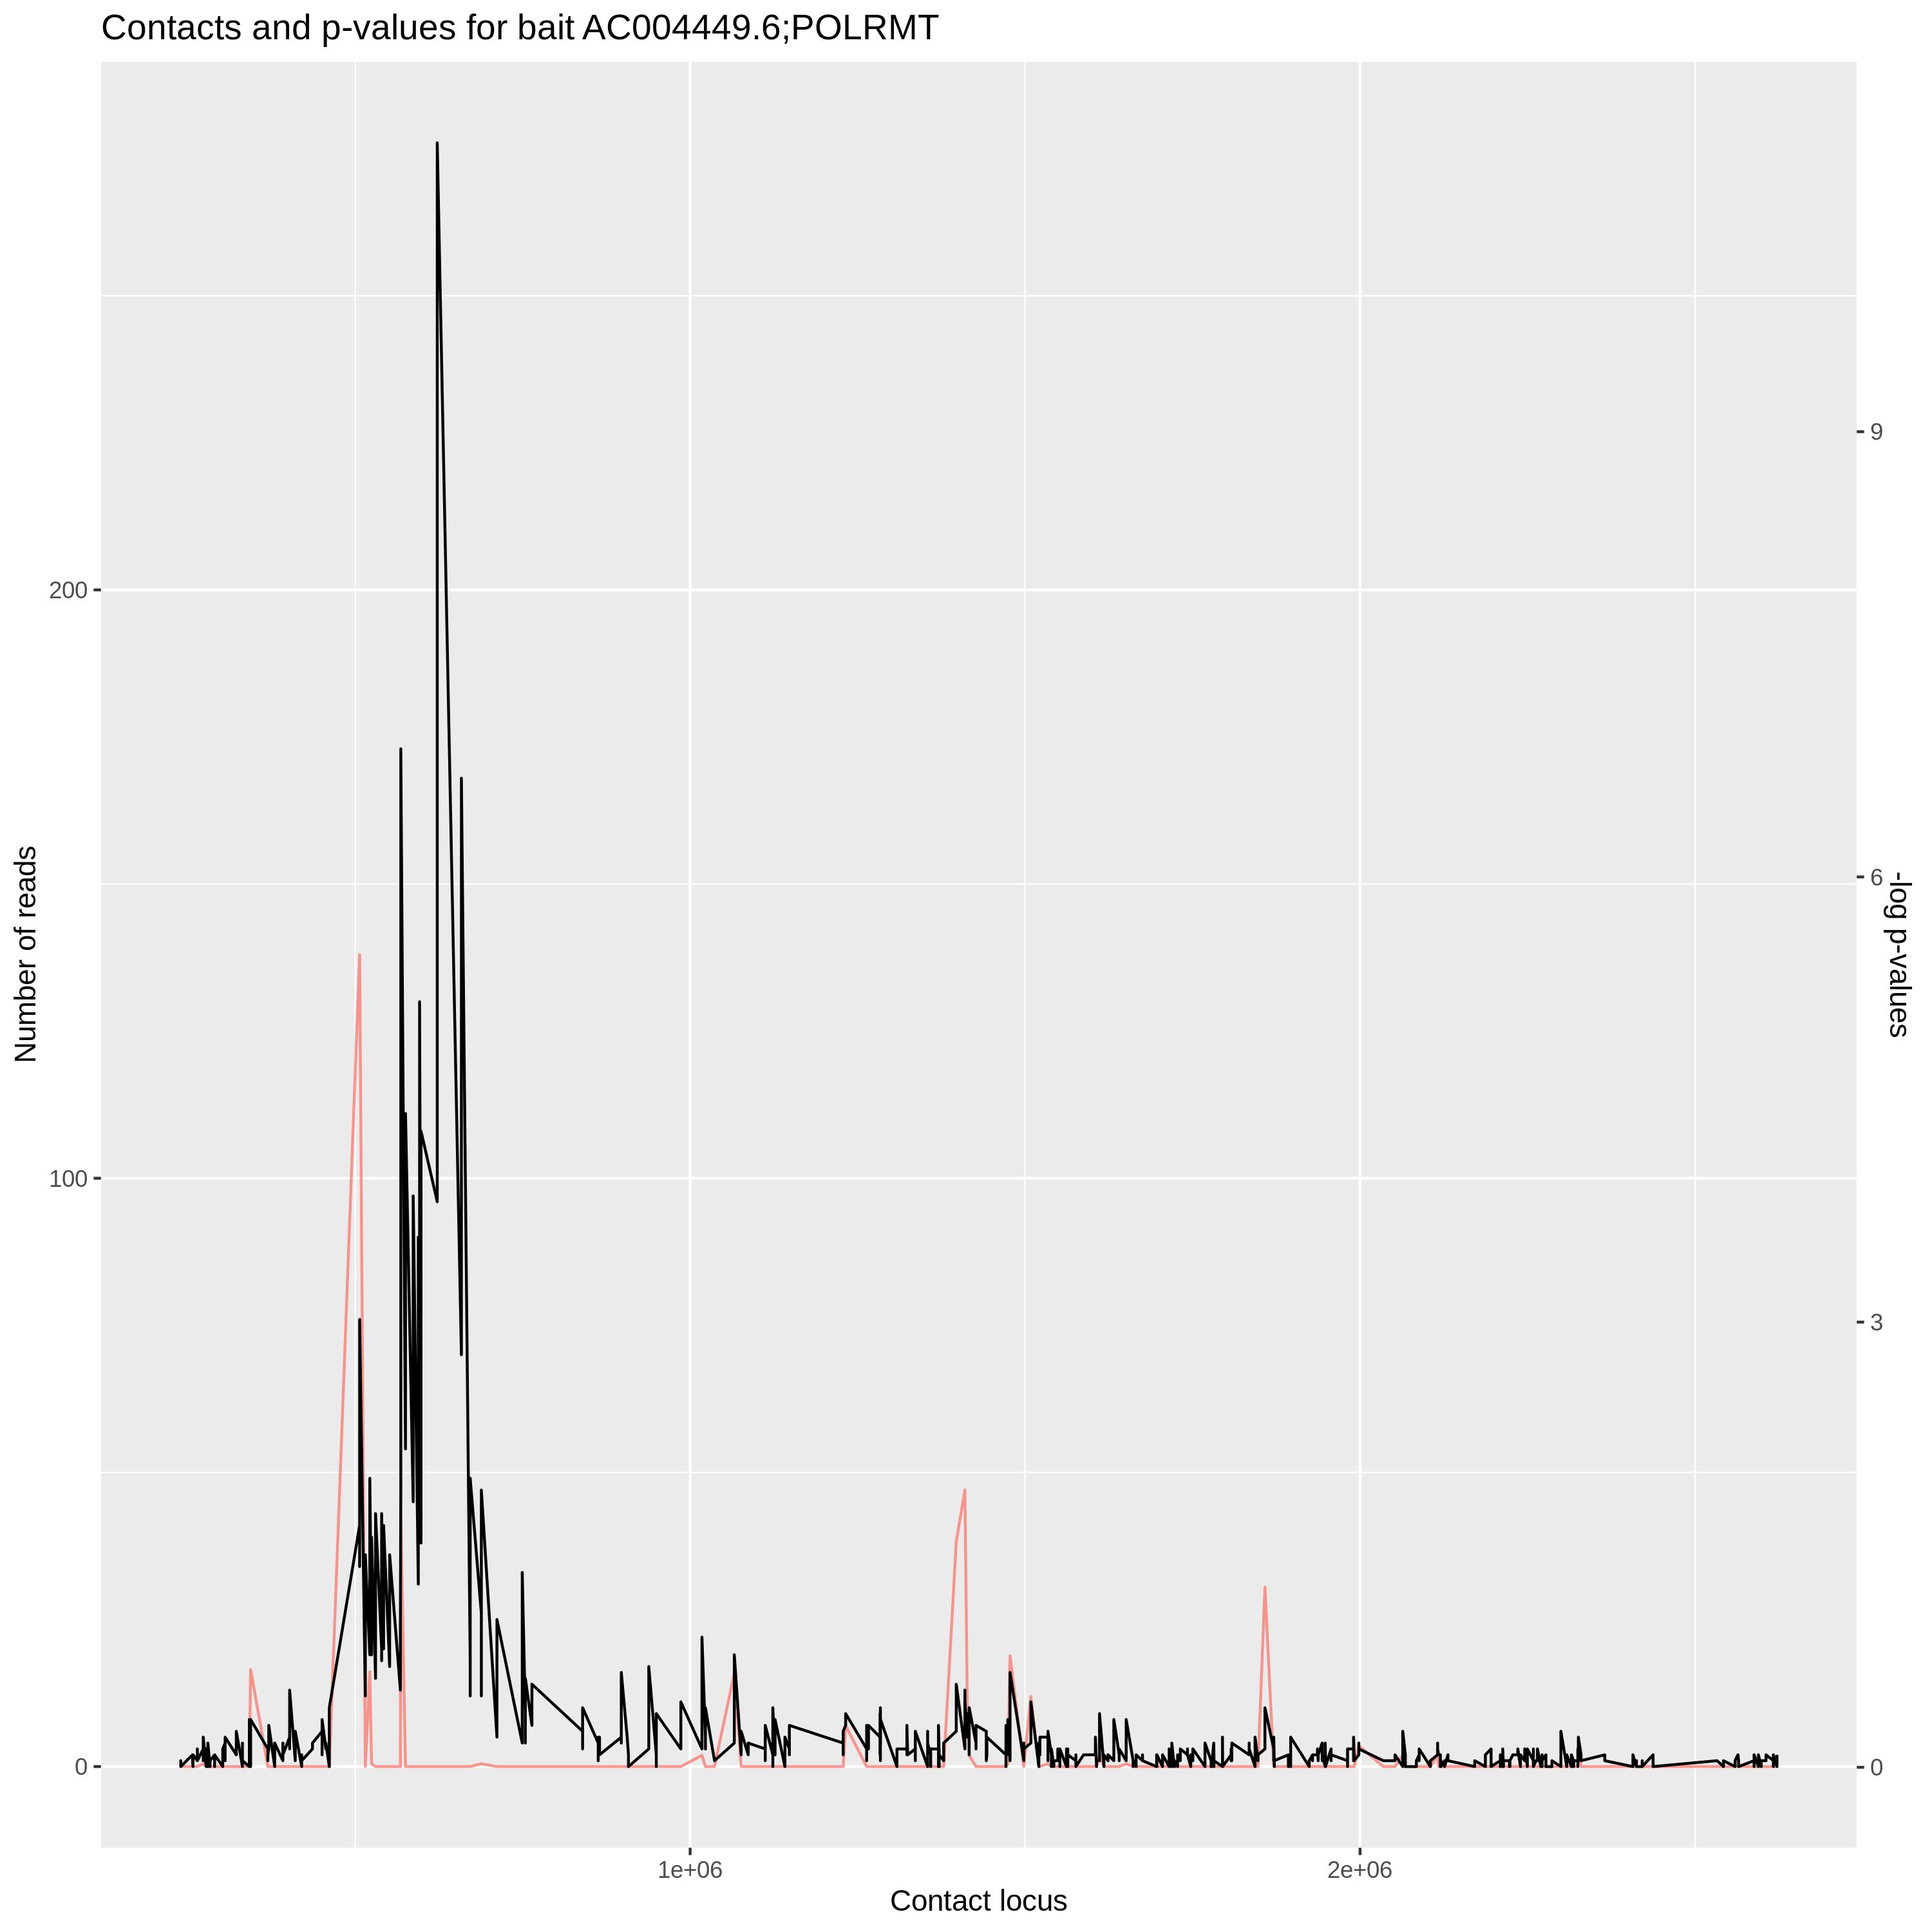 Contacts and p-values for bait AC004449.6;POLRMT
Number of reads
200
100
0
9
6
3
0
-log p-values
1e+06
2e+06
Contact locus